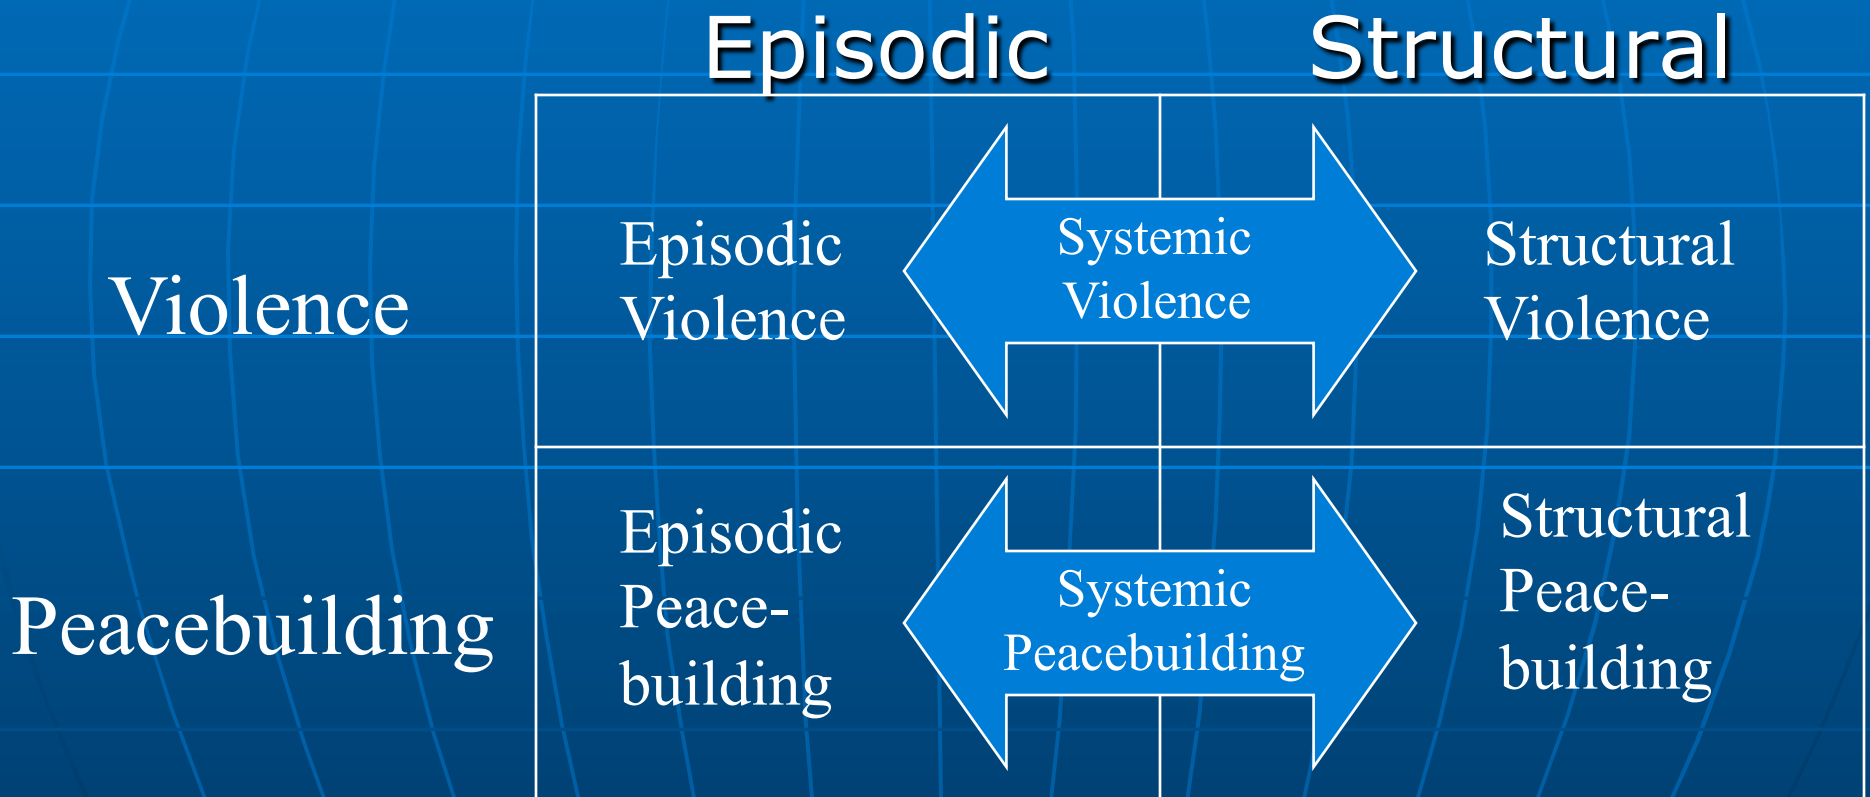 Episodic Structural
Violence
Episodic
Violence
Systemic
Violence
Structural
Violence
Peacebuilding
Episodic
Peace-
building
Systemic
Peacebuilding
Structural
Peace-
building